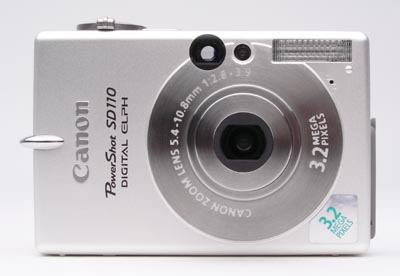 Canon
PowerShot SD110
DIGITAL ELPH
CANON ZOOM LENS 5.4-10.8mm 1:2.8-3.9
3.2 MEGA
PIXELS
3.2
MEGA
PIXELS